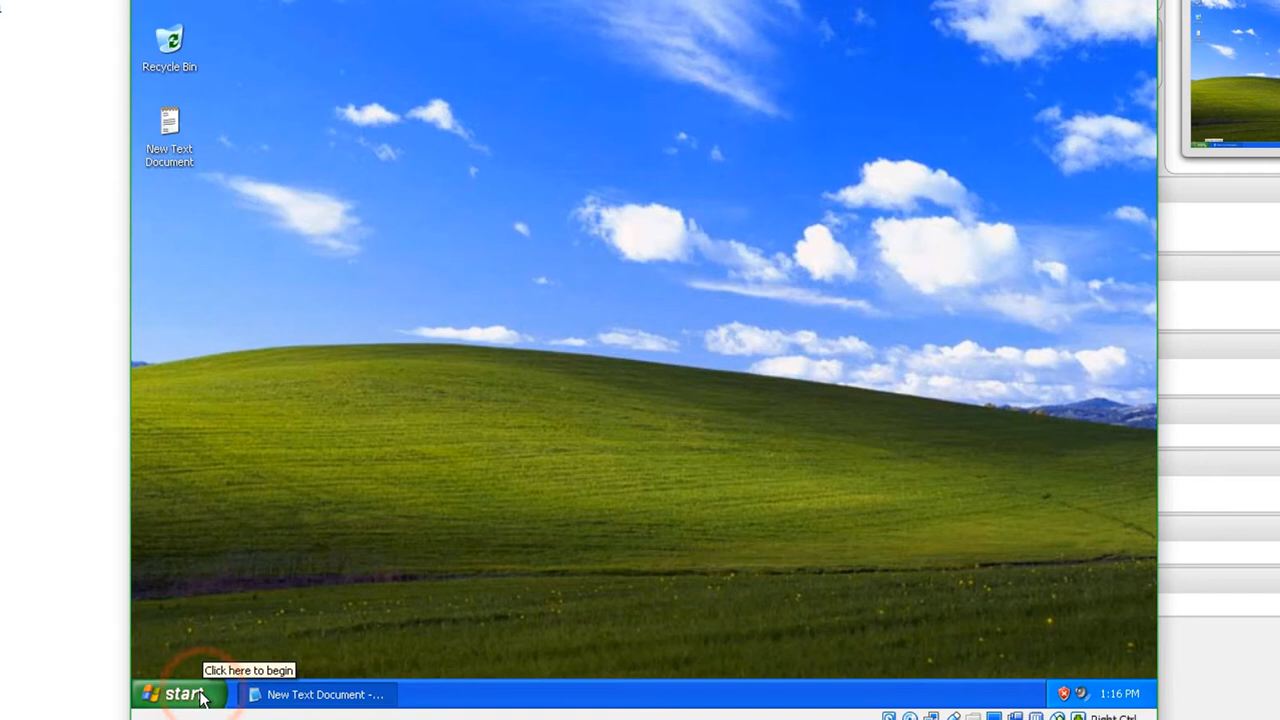 Recycle Bin
New Text
Document
Click here to begin
start
New Text Document -...
1:16 PM
Right Ctrl